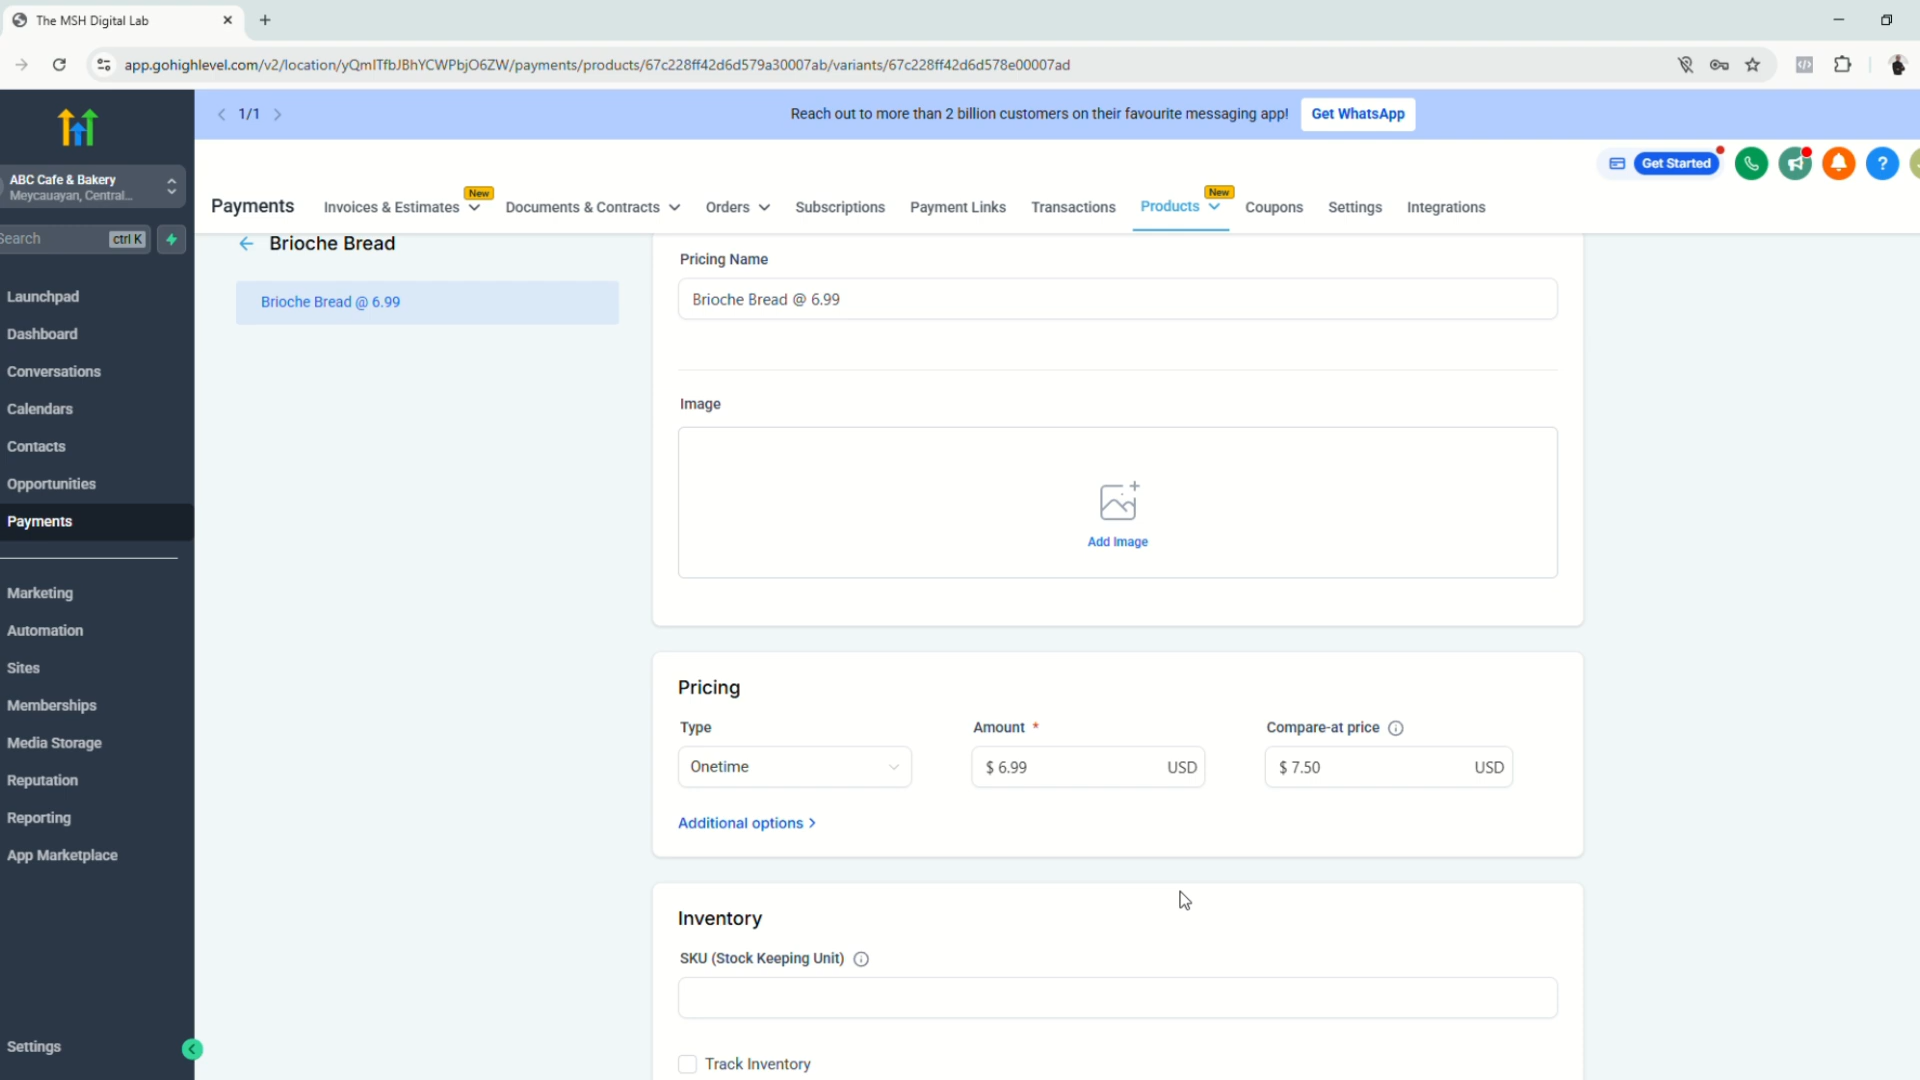 The MSH Digital Lab
app.gohighlevel.com/v2/location/yQmlTfbJBhYCWPbjO6ZW/payments/products/67c228ff42d6d579a30007ab/variants/67c228ff42d6d578e00007ad
1/1
Reach out to more than 2 billion customers on their favourite messaging app!
Get WhatsApp
Get Started
ABC Cafe & Bakery
Meycauayan, Central...
Search
ctrl K
Launchpad
Dashboard
Conversations
Calendars
Contacts
Opportunities
Payments
Marketing
Automation
Sites
Memberships
Media Storage
Reputation
Reporting
App Marketplace
Settings
Payments
Invoices & Estimates
New
Documents & Contracts
Orders
Subscriptions
Payment Links
Transactions
Products
New
Coupons
Settings
Integrations
Brioche Bread
Brioche Bread @ 6.99
Pricing Name
Brioche Bread @ 6.99
Image
Add Image
Pricing
Type
Onetime
Amount *
$ 6.99 USD
Compare-at price
$ 7.50 USD
Additional options >
Inventory
SKU (Stock Keeping Unit)
Track Inventory